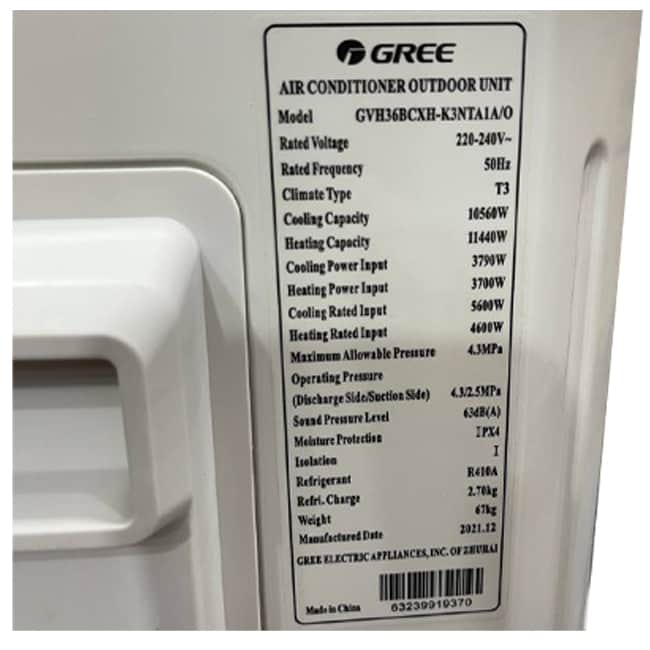 GREE
AIR CONDITIONER OUTDOOR UNIT
Model GVH36BCXH-K3NTA1A/O
Rated Voltage 220-240V~
Rated Frequency 50Hz
Climate Type T3
Cooling Capacity 10560W
Heating Capacity 11440W
Cooling Power Input 3790W
Heating Power Input 3700W
Cooling Rated Input 5600W
Heating Rated Input 4600W
Maximum Allowable Pressure 4.3MPa
Operating Pressure
(Discharge Side/Suction Side) 4.3/2.5MPa
Sound Pressure Level 63dB(A)
Moisture Protection IPX4
Isolation I
Refrigerant R410A
Refri. Charge 2.70kg
Weight 67kg
Manufactured Date 2021.12
GREE ELECTRIC APPLIANCES, INC. OF ZHUHAI
Made in China 63239919370